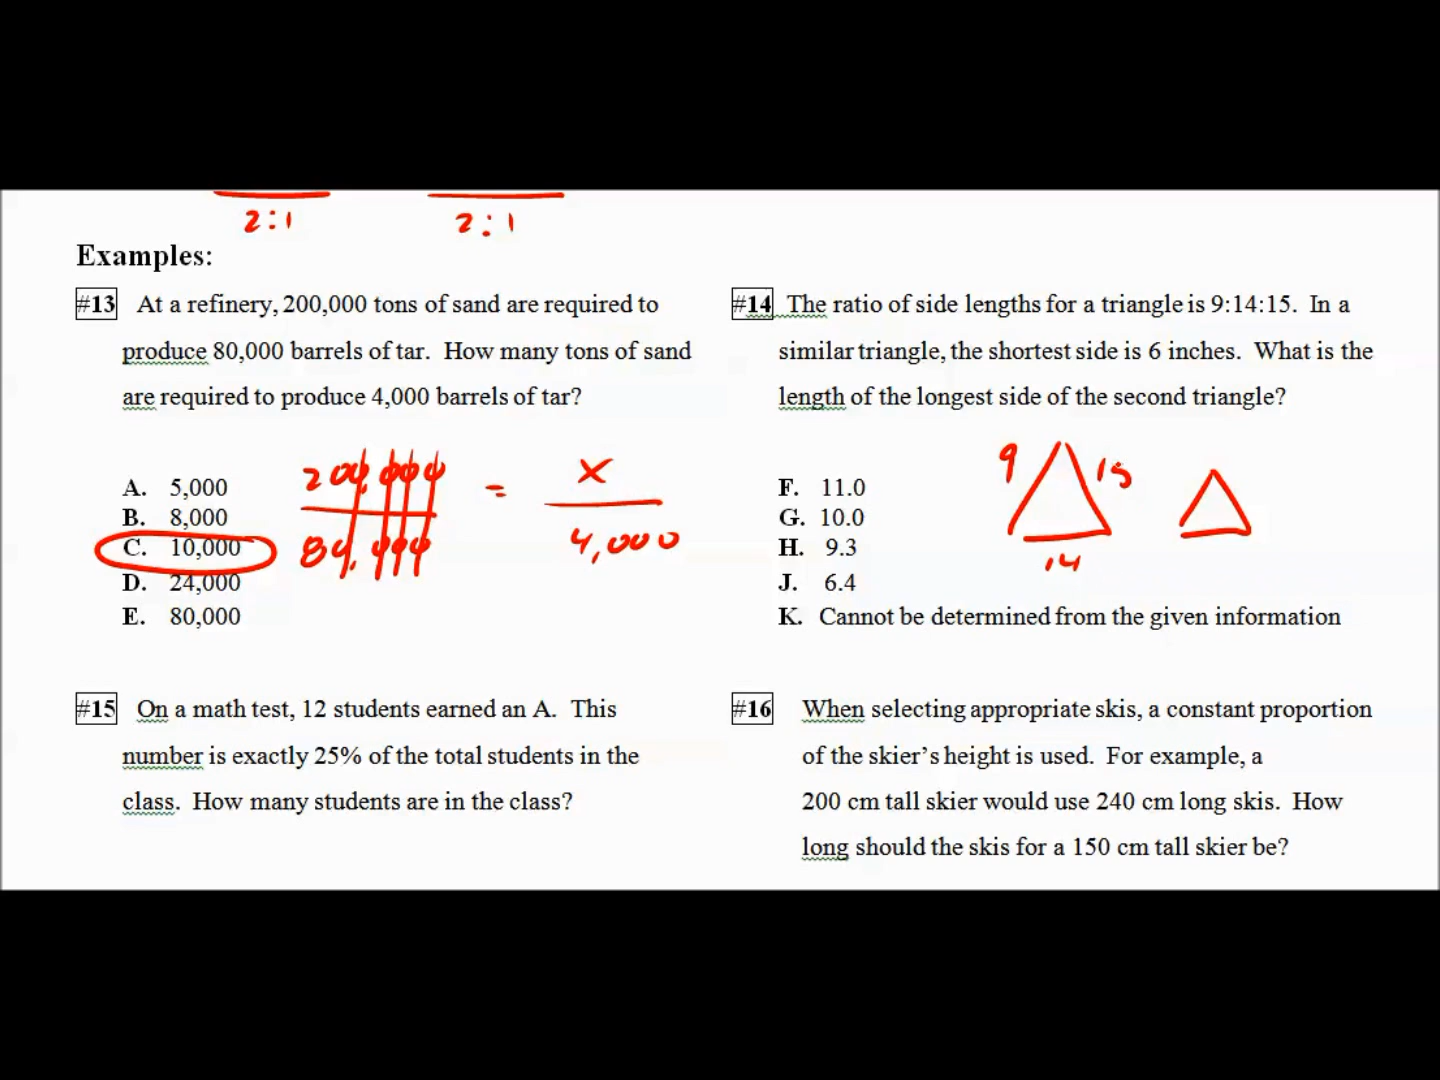 2:1 2:1
Examples:
#13 At a refinery, 200,000 tons of sand are required to
produce 80,000 barrels of tar. How many tons of sand
are required to produce 4,000 barrels of tar?
A. 5,000
B. 8,000
C. 10,000
D. 24,000
E. 80,000
200,000 = x
80,000 4,000
#14 The ratio of side lengths for a triangle is 9:14:15. In a
similar triangle, the shortest side is 6 inches. What is the
length of the longest side of the second triangle?
F. 11.0
G. 10.0
H. 9.3
J. 6.4
K. Cannot be determined from the given information
9 15
14
#15 On a math test, 12 students earned an A. This
number is exactly 25% of the total students in the
class. How many students are in the class?
#16 When selecting appropriate skis, a constant proportion
of the skier's height is used. For example, a
200 cm tall skier would use 240 cm long skis. How
long should the skis for a 150 cm tall skier be?